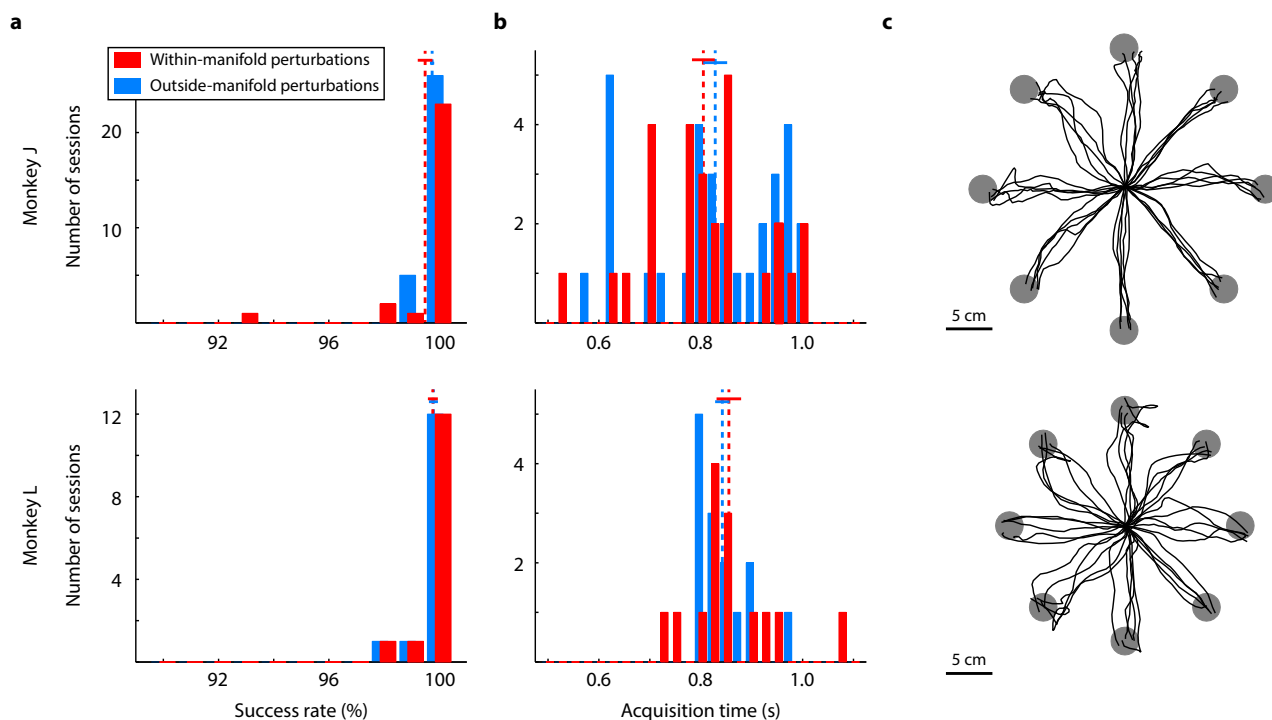 a
b
c
Within-manifold perturbations
Outside-manifold perturbations
Monkey J
Number of sessions
20
10
92
96
100
4
2
0.6
0.8
1.0
5 cm
Monkey L
Number of sessions
12
8
4
92
96
100
Success rate (%)
4
2
0.6
0.8
1.0
Acquisition time (s)
5 cm